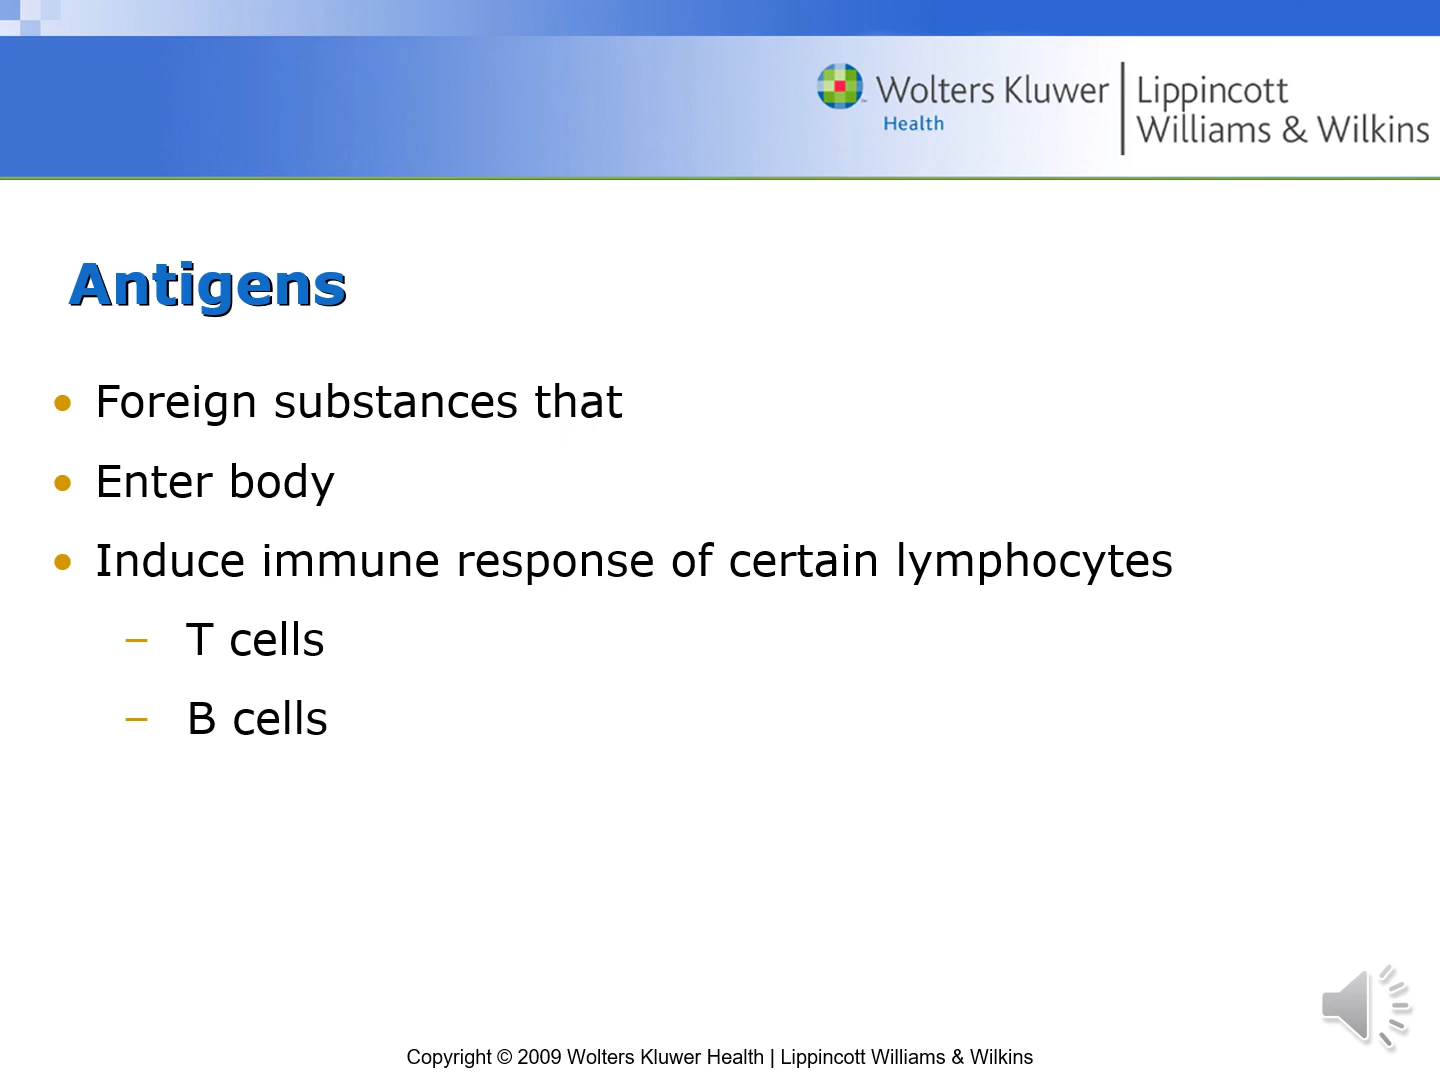 Wolters Kluwer
Health
Lippincott
Williams & Wilkins
Antigens
• Foreign substances that
• Enter body
• Induce immune response of certain lymphocytes
– T cells
– B cells
Copyright © 2009 Wolters Kluwer Health | Lippincott Williams & Wilkins